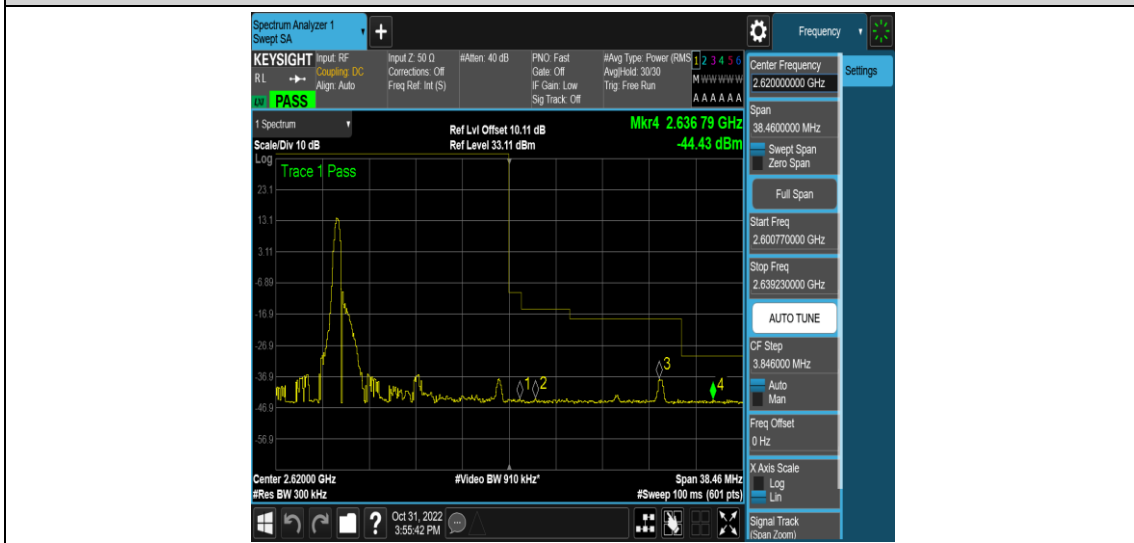 Spectrum Analyzer 1
Swept SA
Frequency
KEYSIGHT
RL
LXI
PASS
Input: RF
Coupling: DC
Align: Auto
Input Z: 50 Ω
Corrections: Off
Freq Ref: Int (S)
#Atten: 40 dB
PNO: Fast
Gate: Off
IF Gain: Low
Sig Track: Off
#Avg Type: Power (RMS
Avg|Hold: 30/30
Trig: Free Run
1 2 3 4 5 6
M W W W W W
A A A A A A
Center Frequency
2.620000000 GHz
Settings
Span
38.4600000 MHz
Swept Span
Zero Span
Full Span
Start Freq
2.600770000 GHz
Stop Freq
2.639230000 GHz
AUTO TUNE
CF Step
3.846000 MHz
Auto
Man
Freq Offset
0 Hz
X Axis Scale
Log
Lin
Signal Track
(Span Zoom)
1 Spectrum
Scale/Div 10 dB
Ref Lvl Offset 10.11 dB
Ref Level 33.11 dBm
Mkr4 2.636 79 GHz
-44.43 dBm
Log
Trace 1 Pass
23.1
13.1
3.11
-6.89
-16.9
-26.9
-36.9
-46.9
-56.9
1
2
3
4
Center 2.62000 GHz
#Res BW 300 kHz
#Video BW 910 kHz*
Span 38.46 MHz
#Sweep 100 ms (601 pts)
Oct 31, 2022
3:55:42 PM